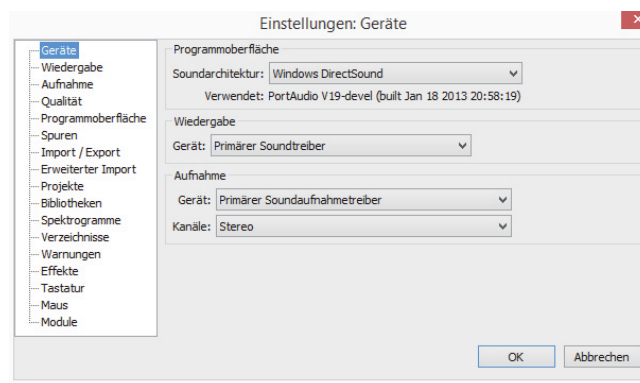 Einstellungen: Geräte
Geräte
Wiedergabe
Aufnahme
Qualität
Programmoberfläche
Spuren
Import / Export
Erweiterter Import
Projekte
Bibliotheken
Spektrogramme
Verzeichnisse
Warnungen
Effekte
Tastatur
Maus
Module
Programmoberfläche
Soundarchitektur: Windows DirectSound
Verwendet: PortAudio V19-devel (built Jan 18 2013 20:58:19)
Wiedergabe
Gerät: Primärer Soundtreiber
Aufnahme
Gerät: Primärer Soundaufnahmetreiber
Kanäle: Stereo
OK Abbrechen